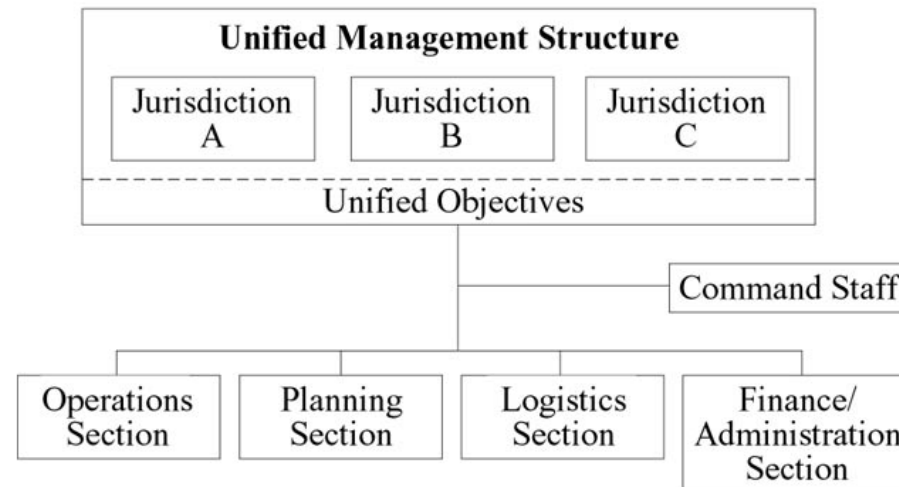 Unified Management Structure
Jurisdiction
A
Jurisdiction
B
Jurisdiction
C
Unified Objectives
Command Staff
Operations
Section
Planning
Section
Logistics
Section
Finance/
Administration
Section